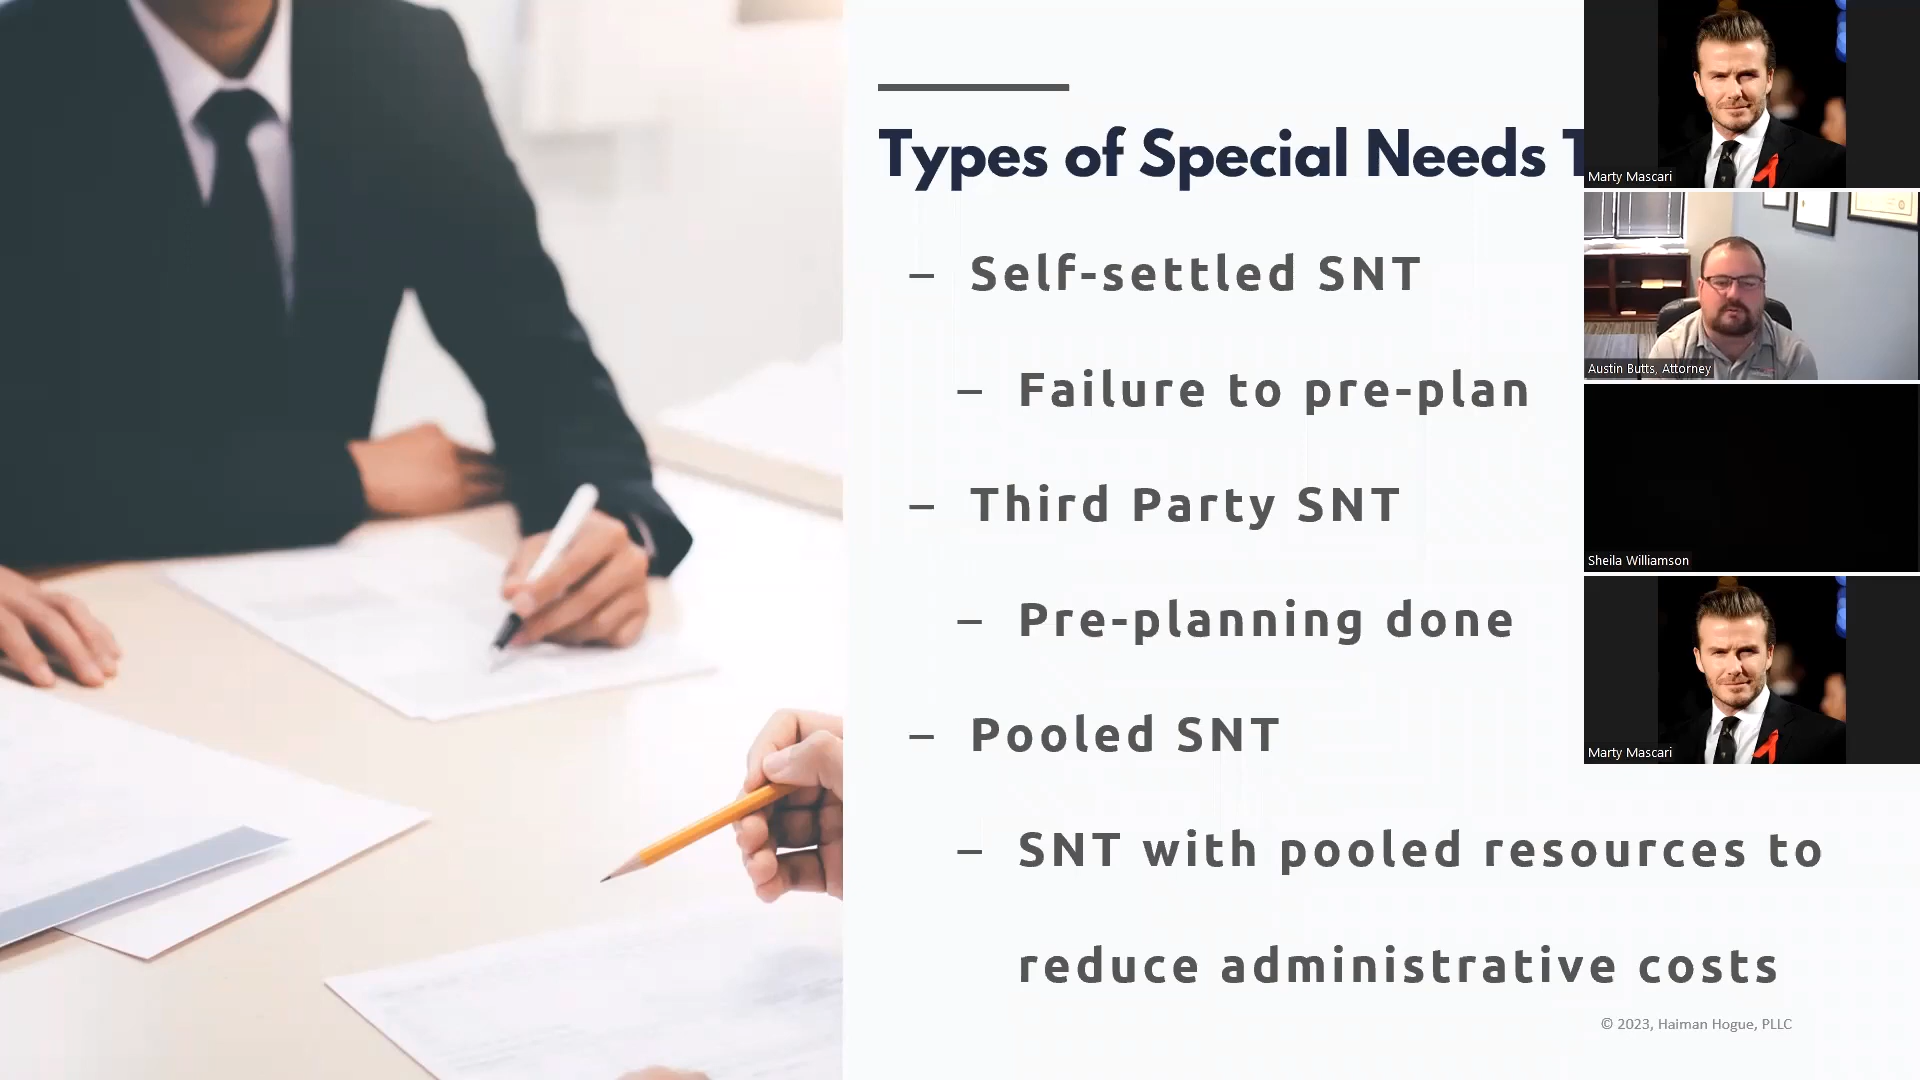 Types of Special Needs T
– Self-settled SNT
– Failure to pre-plan
– Third Party SNT
– Pre-planning done
– Pooled SNT
– SNT with pooled resources to
reduce administrative costs
© 2023, Haiman Hogue, PLLC
Marty Mascari
Austin Butts, Attorney
Sheila Williamson
Marty Mascari